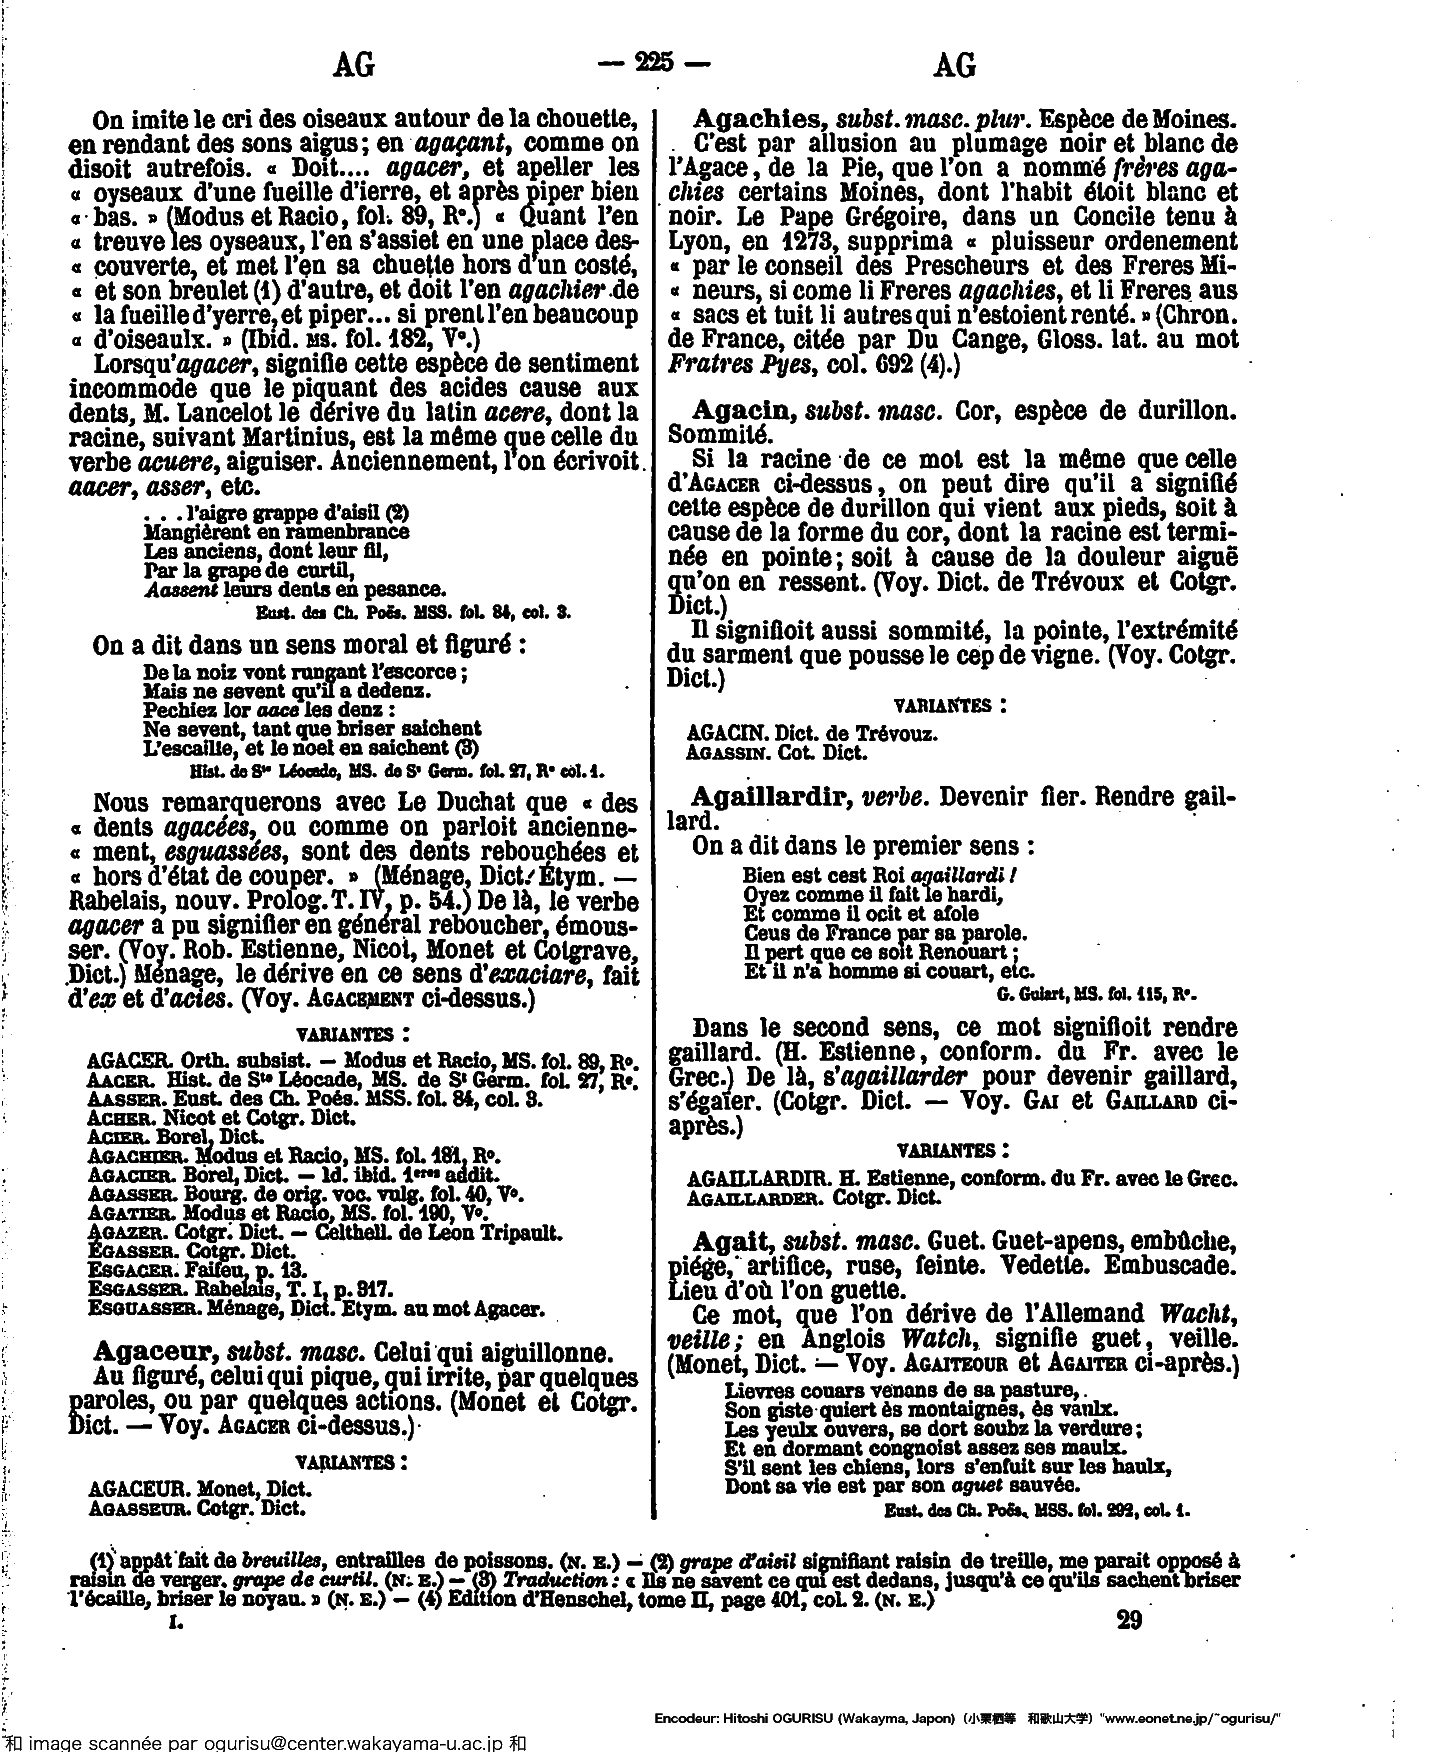 AG — 225 — AG
On imite le cri des oiseaux autour de la chouette,
en rendant des sons aigus; en agaçant, comme on
disoit autrefois. « Doit.... agacer, et apeller les
« oyseaux d'une fueille d'ierre, et après piper bien
« bas. » (Modus et Racio, fol. 89, R°.) « Quant l'en
« treuve les oyseaux, l'en s'assiet en une place des-
« couverte, et met l'en sa chuette hors d'un costé,
« et son breulet (1) d'autre, et doit l'en agachier de
« la fueille d'yerre, et piper... si prent l'en beaucoup
« d'oiseaulx. » (Ibid. MS. fol. 182, V°.)
Lorsqu'agacer, signifie cette espèce de sentiment
incommode que le piquant des acides cause aux
dents, M. Lancelot le dérive du latin acere, dont la
racine, suivant Martinius, est la même que celle du
verbe acuere, aiguiser. Anciennement, l'on écrivoit
aacer, asser, etc.
. . . l'aigre grappe d'aisil (2)
Mangièrent en ramenbrance
Les anciens, dont leur fil,
Par la grape de curtil,
Aassent leurs dents en pesance.
Eust. des Ch. Poës. MSS. fol. 84, col. 3.
On a dit dans un sens moral et figuré :
De la noiz vont rungant l'escorce ;
Mais ne sevent qu'il a dedenz.
Pechiez lor aace les denz :
Ne sevent, tant que briser saichent
L'escaille, et le noel en saichent (3)
Hist. de Ste Léocade, MS. de St Germ. fol. 27, R° col. 1.
Nous remarquerons avec Le Duchat que « des
« dents agacées, ou comme on parloit ancienne-
« ment, esguassées, sont des dents rebouchées et
« hors d'état de couper. » (Ménage, Dict. Étym. —
Rabelais, nouv. Prolog. T. IV, p. 54.) De là, le verbe
agacer a pu signifier en général reboucher, émous-
ser. (Voy. Rob. Estienne, Nicot, Monet et Cotgrave,
Dict.) Ménage, le dérive en ce sens d'exaciare, fait
d'ex et d'acies. (Voy. AGACEMENT ci-dessus.)
VARIANTES :
AGACER. Orth. subsist. — Modus et Racio, MS. fol. 89, R°.
AACER. Hist. de Ste Léocade, MS. de St Germ. fol. 27, R°.
AASSER. Eust. des Ch. Poës. MSS. fol. 84, col. 3.
ACHER. Nicot et Cotgr. Dict.
ACIER. Borel, Dict.
AGACHIER. Modus et Racio, MS. fol. 181, R°.
AGACIER. Borel, Dict. — Id. ibid. 1eres addit.
AGASSER. Bourg. de orig. voc. vulg. fol. 40, V°.
AGATIER. Modus et Racio, MS. fol. 190, V°.
AGAZER. Cotgr. Dict. — Celthell. de Leon Tripault.
EGASSER. Cotgr. Dict.
ESGACER. Faifeu, p. 13.
ESGASSER. Rabelais, T. I, p. 317.
ESGUASSER. Ménage, Dict. Etym. au mot Agacer.
Agaceur, subst. masc. Celui qui aiguillonne.
Au figuré, celui qui pique, qui irrite, par quelques
paroles, ou par quelques actions. (Monet et Cotgr.
Dict. — Voy. AGACER ci-dessus.)
VARIANTES :
AGACEUR. Monet, Dict.
AGASSEUR. Cotgr. Dict.
Agachies, subst. masc. plur. Espèce de Moines.
C'est par allusion au plumage noir et blanc de
l'Agace, de la Pie, que l'on a nommé frères aga-
chies certains Moines, dont l'habit étoit blanc et
noir. Le Pape Grégoire, dans un Concile tenu à
Lyon, en 1273, supprima « pluisseur ordenement
« par le conseil des Prescheurs et des Freres Mi-
« neurs, si come li Freres agachies, et li Freres aus
« sacs et tuit li autres qui n'estoient renté. » (Chron.
de France, citée par Du Cange, Gloss. lat. au mot
Fratres Pyes, col. 692 (4).)
Agacin, subst. masc. Cor, espèce de durillon.
Sommité.
Si la racine de ce mot est la même que celle
d'AGACER ci-dessus, on peut dire qu'il a signifié
cette espèce de durillon qui vient aux pieds, soit à
cause de la forme du cor, dont la racine est termi-
née en pointe; soit à cause de la douleur aiguë
qu'on en ressent. (Voy. Dict. de Trévoux et Cotgr.
Dict.)
Il signifioit aussi sommité, la pointe, l'extrémité
du sarment que pousse le cep de vigne. (Voy. Cotgr.
Dict.)
VARIANTES :
AGACIN. Dict. de Trévouz.
AGASSIN. Cot. Dict.
Agaillardir, verbe. Devenir fier. Rendre gail-
lard.
On a dit dans le premier sens :
Bien est cest Roi agaillardi !
Oyez comme il fait le hardi,
Et comme il ocit et afole
Ceus de France par sa parole.
Il pert que ce soit Renouart ;
Et il n'a homme si couart, etc.
G. Guiart, MS. fol. 115, R°.
Dans le second sens, ce mot signifioit rendre
gaillard. (H. Estienne, conform. du Fr. avec le
Grec.) De là, s'agaillarder pour devenir gaillard,
s'égaïer. (Cotgr. Dict. — Voy. GAI et GAILLARD ci-
après.)
VARIANTES :
AGAILLARDIR. H. Estienne, conform. du Fr. avec le Grec.
AGAILLARDER. Cotgr. Dict.
Agait, subst. masc. Guet. Guet-apens, embûche,
piége, artifice, ruse, feinte. Vedette. Embuscade.
Lieu d'où l'on guette.
Ce mot, que l'on dérive de l'Allemand Wacht,
veille; en Anglois Watch, signifie guet, veille.
(Monet, Dict. — Voy. AGAITEOUR et AGAITER ci-après.)
Lievres couars venans de sa pasture,
Son giste quiert ès montaignes, ès vaulx.
Les yeulx ouvers, se dort soubz la verdure ;
Et en dormant congnoist assez ses maulx.
S'il sent les chiens, lors s'enfuit sur les haulx,
Dont sa vie est par son aguet sauvée.
Eust. des Ch. Poës. MSS. fol. 292, col. 1.
(1) appât fait de breuilles, entrailles de poissons. (N. E.) — (2) grape d'aisil signifiant raisin de treille, me parait opposé à
raisin de verger, grape de curtil. (N. E.) — (3) Traduction : « Ils ne savent ce qui est dedans, jusqu'à ce qu'ils sachent briser
l'écaille, briser le noyau. » (N. E.) — (4) Edition d'Henschel, tome II, page 401, col. 2. (N. E.)
I. 29
Encodeur: Hitoshi OGURISU (Wakayma, Japon) (小栗栖等 和歌山大学) "www.eonet.ne.jp/~ogurisu/"
和 image scannée par ogurisu@center.wakayama-u.ac.jp 和